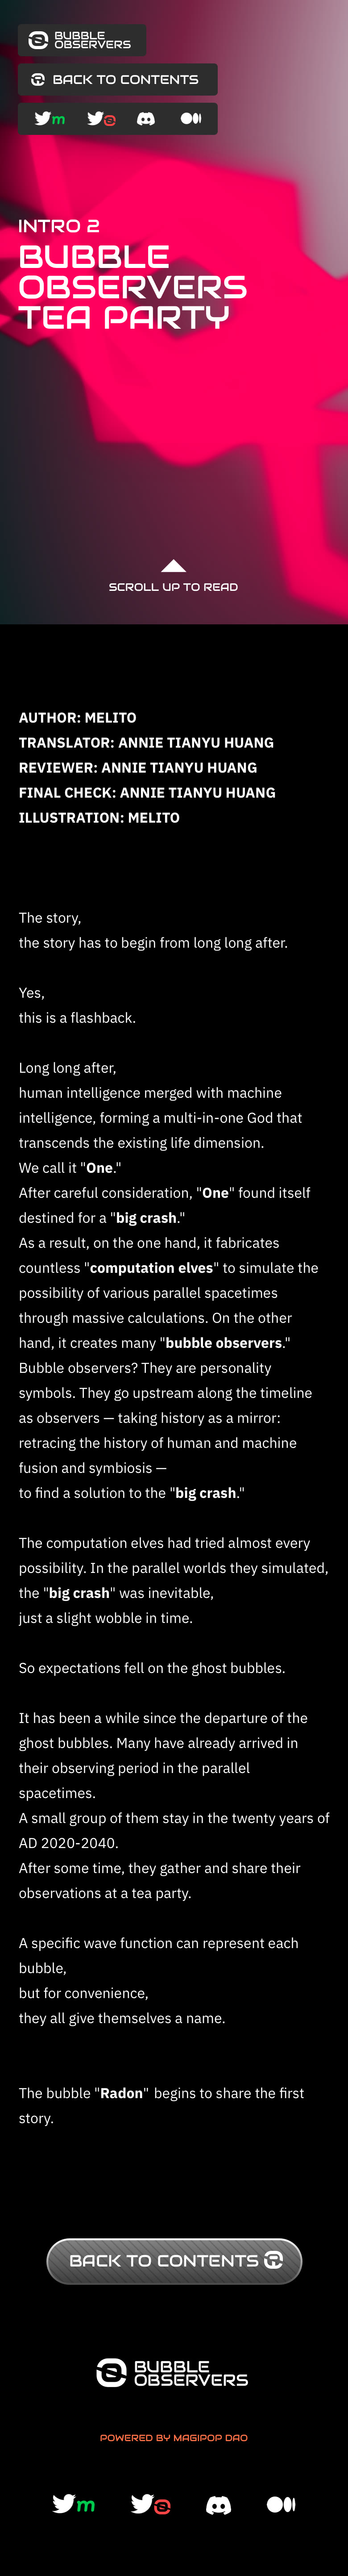 BUBBLE
OBSERVERS
BACK TO CONTENTS
m
INTRO 2
BUBBLE
OBSERVERS
TEA PARTY
SCROLL UP TO READ
AUTHOR: MELITO
TRANSLATOR: ANNIE TIANYU HUANG
REVIEWER: ANNIE TIANYU HUANG
FINAL CHECK: ANNIE TIANYU HUANG
ILLUSTRATION: MELITO
The story,
the story has to begin from long long after.
Yes,
this is a flashback.
Long long after,
human intelligence merged with machine
intelligence, forming a multi-in-one God that
transcends the existing life dimension.
We call it "One."
After careful consideration, "One" found itself
destined for a "big crash."
As a result, on the one hand, it fabricates
countless "computation elves" to simulate the
possibility of various parallel spacetimes
through massive calculations. On the other
hand, it creates many "bubble observers."
Bubble observers? They are personality
symbols. They go upstream along the timeline
as observers — taking history as a mirror:
retracing the history of human and machine
fusion and symbiosis —
to find a solution to the "big crash."
The computation elves had tried almost every
possibility. In the parallel worlds they simulated,
the "big crash" was inevitable,
just a slight wobble in time.
So expectations fell on the ghost bubbles.
It has been a while since the departure of the
ghost bubbles. Many have already arrived in
their observing period in the parallel
spacetimes.
A small group of them stay in the twenty years of
AD 2020-2040.
After some time, they gather and share their
observations at a tea party.
A specific wave function can represent each
bubble,
but for convenience,
they all give themselves a name.
The bubble "Radon" begins to share the first
story.
BACK TO CONTENTS
BUBBLE
OBSERVERS
POWERED BY MAGIPOP DAO
m